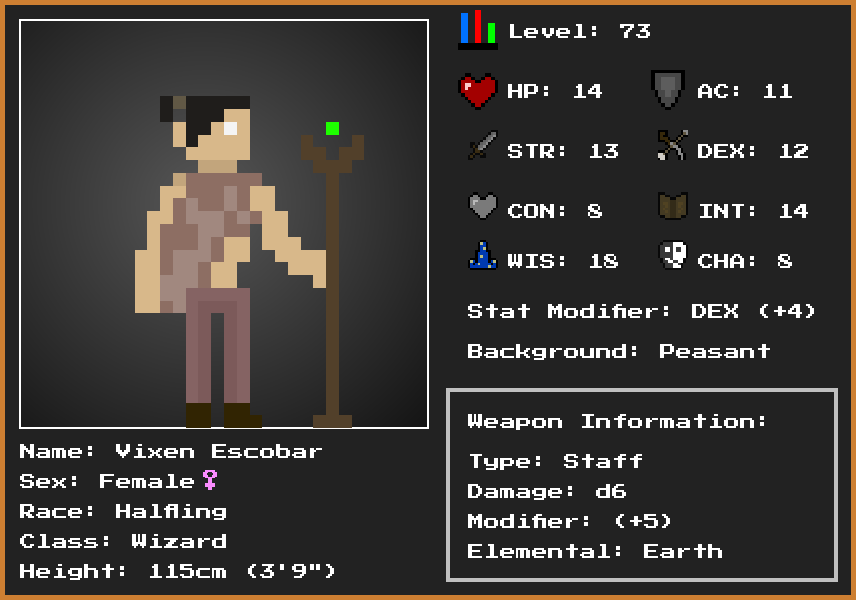 Level: 73
HP: 14 AC: 11
STR: 13 DEX: 12
CON: 8 INT: 14
WIS: 18 CHA: 8
Stat Modifier: DEX (+4)
Background: Peasant
Weapon Information:
Type: Staff
Damage: d6
Modifier: (+5)
Elemental: Earth
Name: Vixen Escobar
Sex: Female♀
Race: Halfling
Class: Wizard
Height: 115cm (3'9")